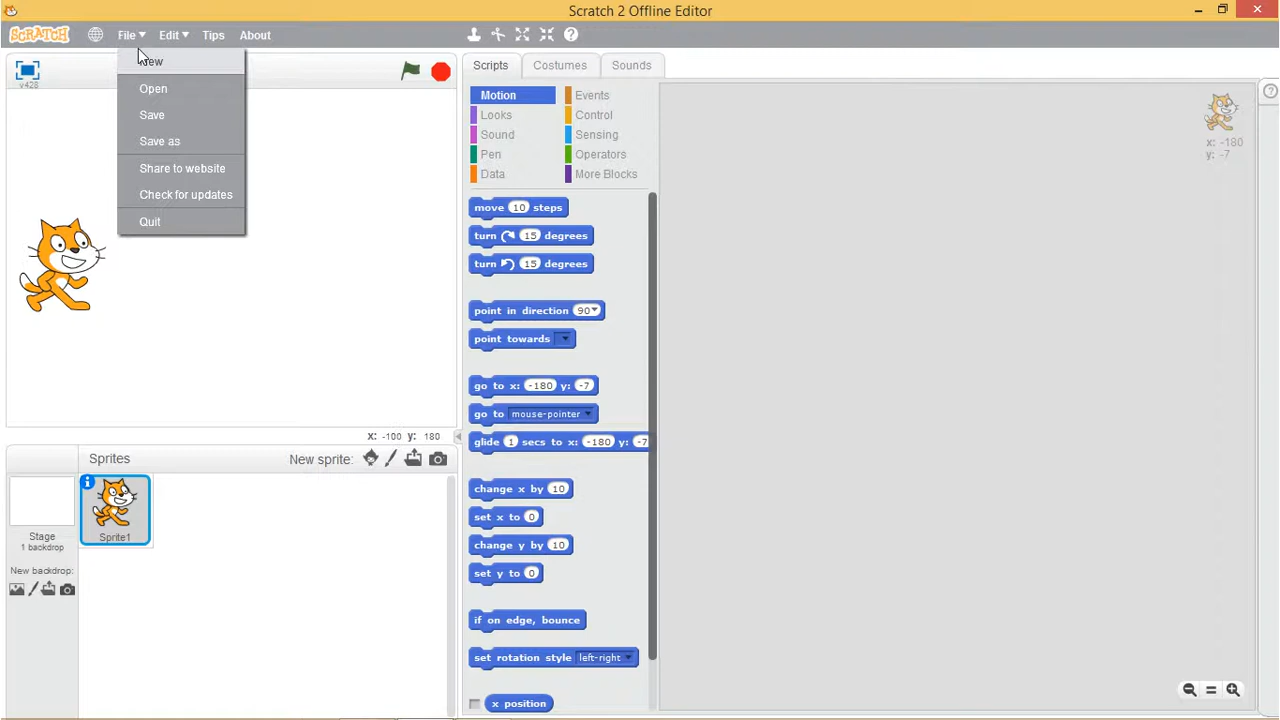 Scratch 2 Offline Editor
SCRATCH File Edit Tips About
New
Open
Save
Save as
Share to website
Check for updates
Quit
v428
Scripts Costumes Sounds
Motion Events
Looks Control
Sound Sensing
Pen Operators
Data More Blocks
x: -180
y: -7
move 10 steps
turn 15 degrees
turn 15 degrees
point in direction 90
point towards
go to x: -180 y: -7
go to mouse-pointer
glide 1 secs to x: -180 y: -7
change x by 10
set x to 0
change y by 10
set y to 0
if on edge, bounce
set rotation style left-right
x position
x: -100 y: 180
Sprites New sprite:
Stage
1 backdrop
New backdrop:
Sprite1